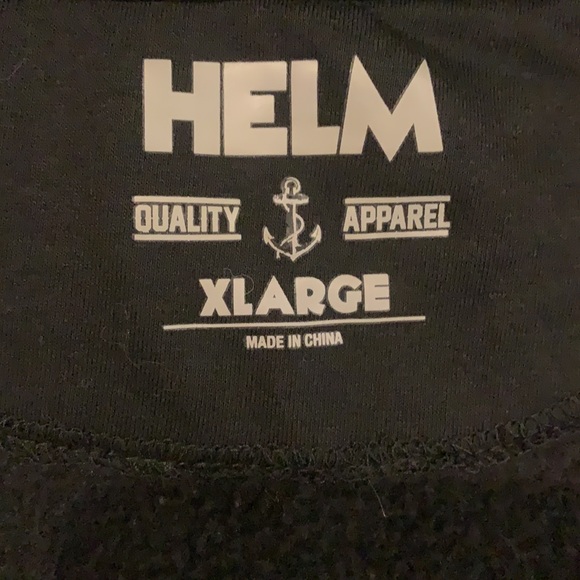 HELM
QUALITY APPAREL
XLARGE
MADE IN CHINA